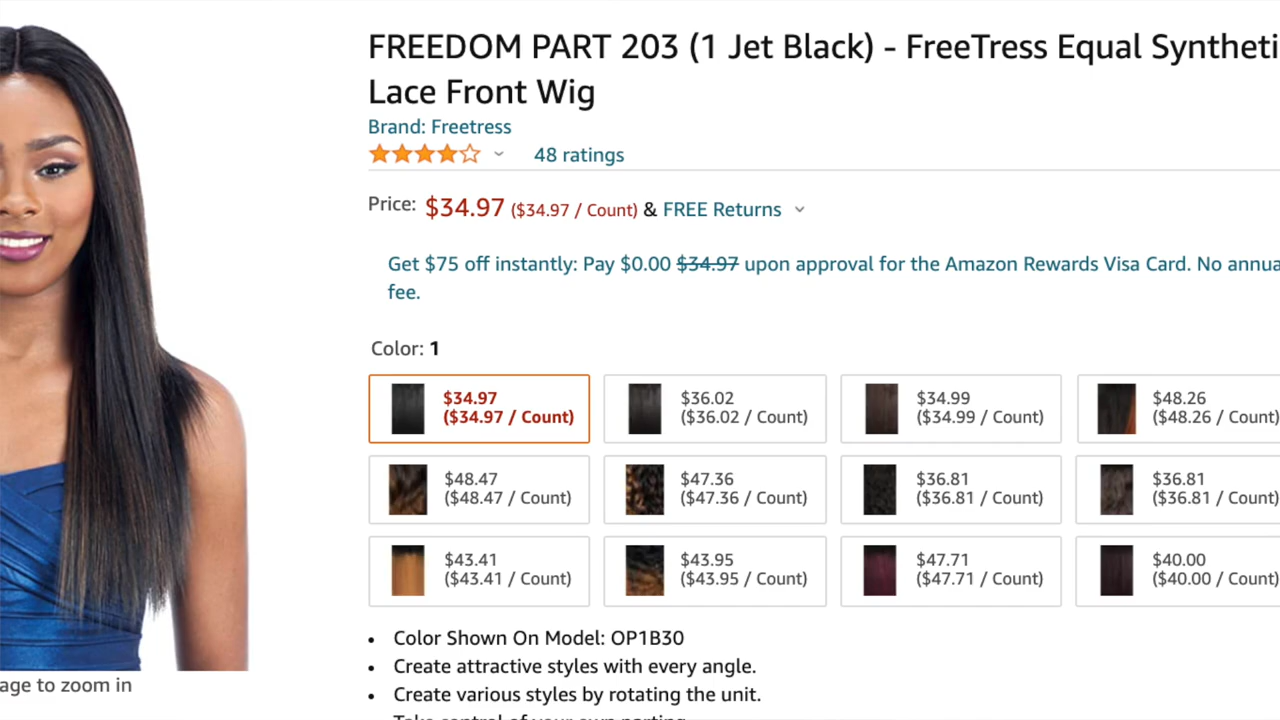 FREEDOM PART 203 (1 Jet Black) - FreeTress Equal Syntheti
Lace Front Wig
Brand: Freetress
48 ratings
Price: $34.97 ($34.97 / Count) & FREE Returns
Get $75 off instantly: Pay $0.00 $34.97 upon approval for the Amazon Rewards Visa Card. No annua
fee.
Color: 1
$34.97 $36.02 $34.99 $48.26
($34.97 / Count) ($36.02 / Count) ($34.99 / Count) ($48.26 / Count)
$48.47 $47.36 $36.81 $36.81
($48.47 / Count) ($47.36 / Count) ($36.81 / Count) ($36.81 / Count)
$43.41 $43.95 $47.71 $40.00
($43.41 / Count) ($43.95 / Count) ($47.71 / Count) ($40.00 / Count)
• Color Shown On Model: OP1B30
• Create attractive styles with every angle.
age to zoom in
• Create various styles by rotating the unit.
Take control of your own parting